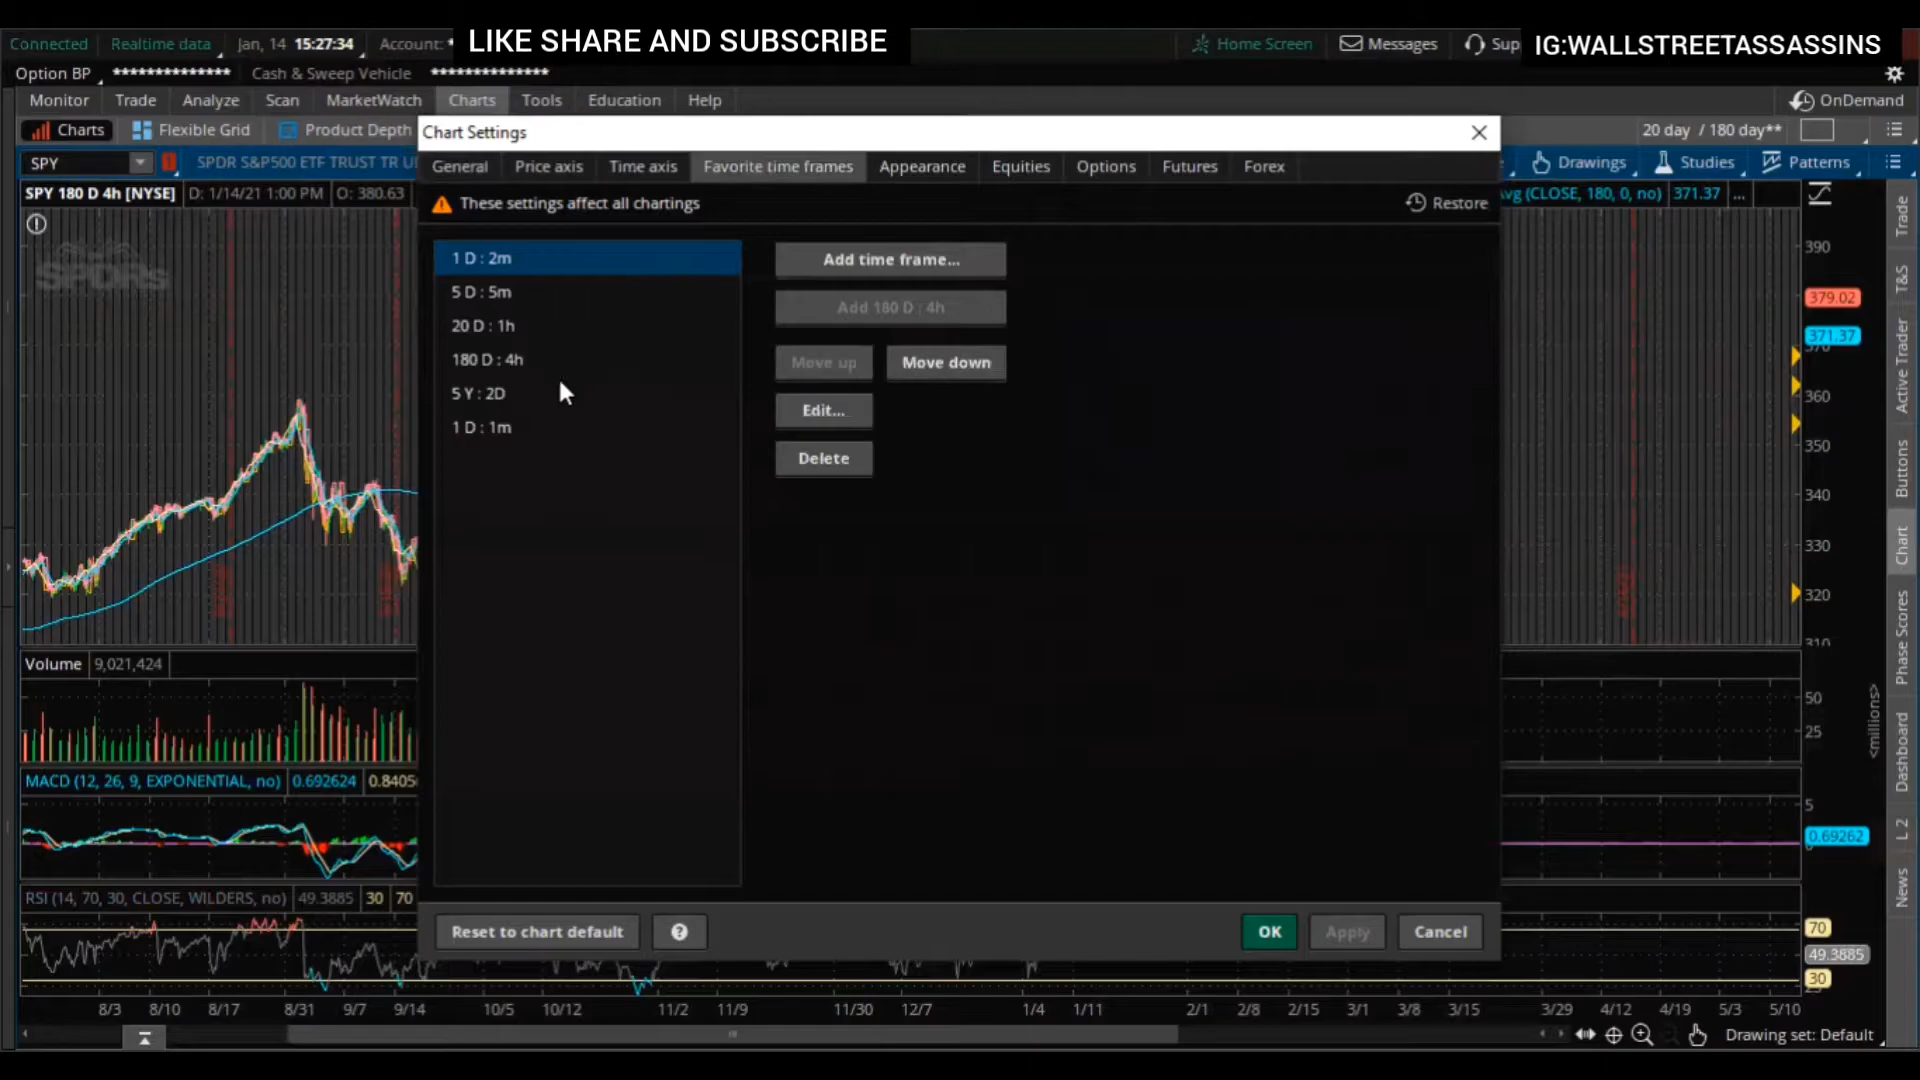 LIKE SHARE AND SUBSCRIBE
IG:WALLSTREETASSASSINS
Connected Realtime data Jan, 14 15:27:34 Account: * Home Screen Messages Sup
Option BP ************** Cash & Sweep Vehicle **************
Monitor Trade Analyze Scan MarketWatch Charts Tools Education Help OnDemand
Charts Flexible Grid Product Depth 20 day / 180 day**
Chart Settings
SPY SPDR S&P500 ETF TRUST TR U Drawings Studies Patterns
General Price axis Time axis Favorite time frames Appearance Equities Options Futures Forex
SPY 180 D 4h [NYSE] D: 1/14/21 1:00 PM O: 380.63 vg (CLOSE, 180, 0, no) 371.37 ...
These settings affect all chartings Restore
SPDRs
1 D : 2m
5 D : 5m
20 D : 1h
180 D : 4h
5 Y : 2D
1 D : 1m
Add time frame...
Add 180 D : 4h
Move up Move down
Edit...
Delete
390
379.02
371.37
370
360
350
340
330
320
310
Trade
T&S
Active Trader
Buttons
Chart
Phase Scores
Dashboard
L 2
News
Volume 9,021,424
50
25
<millions>
MACD (12, 26, 9, EXPONENTIAL, no) 0.692624 0.8405
5
0.69262
RSI (14, 70, 30, CLOSE, WILDERS, no) 49.3885 30 70
70
49.3885
30
Reset to chart default ? OK Apply Cancel
8/3 8/10 8/17 8/31 9/7 9/14 10/5 10/12 11/2 11/9 11/30 12/7 1/4 1/11 2/1 2/8 2/15 3/1 3/8 3/15 3/29 4/12 4/19 5/3 5/10
Drawing set: Default